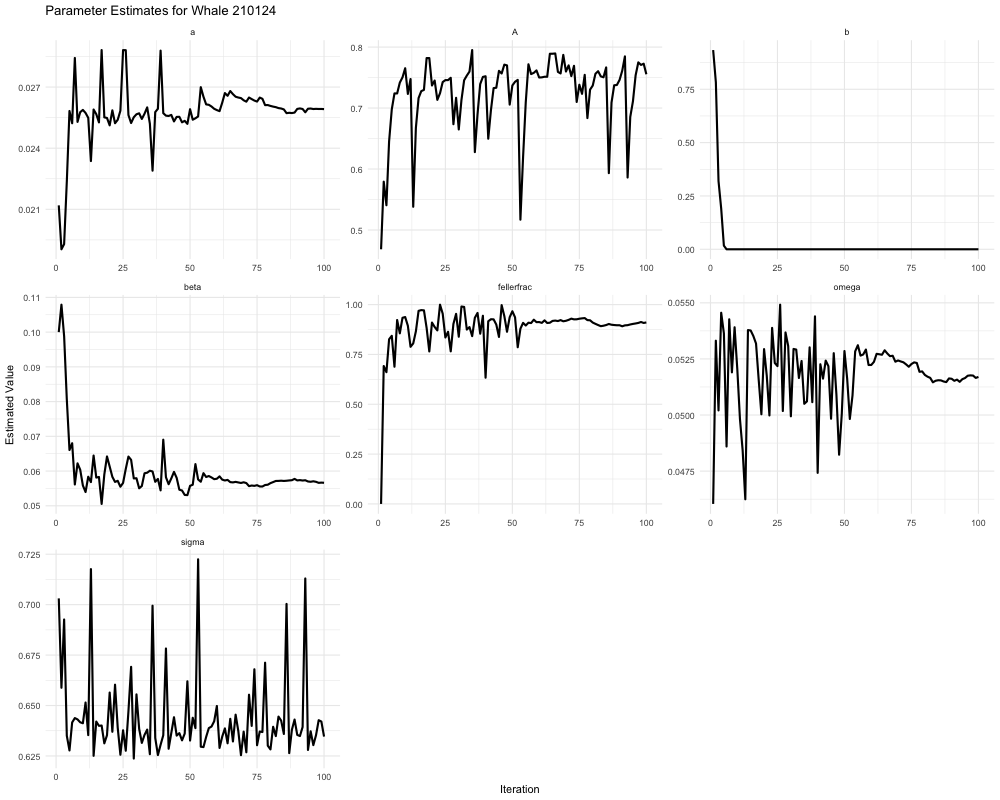 Parameter Estimates for Whale 210124
a A b
0.027
0.024
0.021
0 25 50 75 100
0.8
0.7
0.6
0.5
0 25 50 75 100
0.75
0.50
0.25
0.00
0 25 50 75 100
beta fellerfrac omega
Estimated Value
0.11
0.10
0.09
0.08
0.07
0.06
0.05
0 25 50 75 100
1.00
0.75
0.50
0.25
0.00
0 25 50 75 100
0.0550
0.0525
0.0500
0.0475
0 25 50 75 100
sigma
0.725
0.700
0.675
0.650
0.625
0 25 50 75 100
Iteration